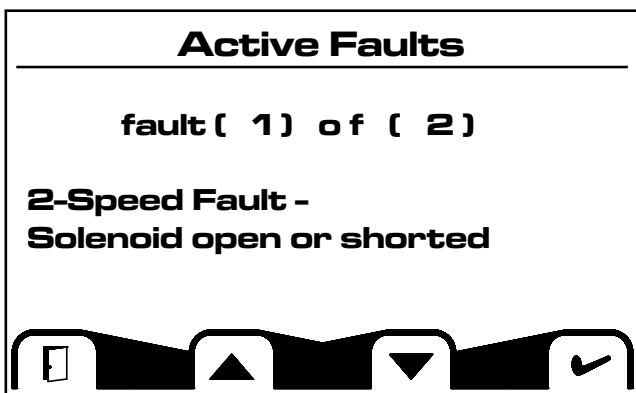 Active Faults
fault ( 1) of ( 2)
2-Speed Fault -
Solenoid open or shorted